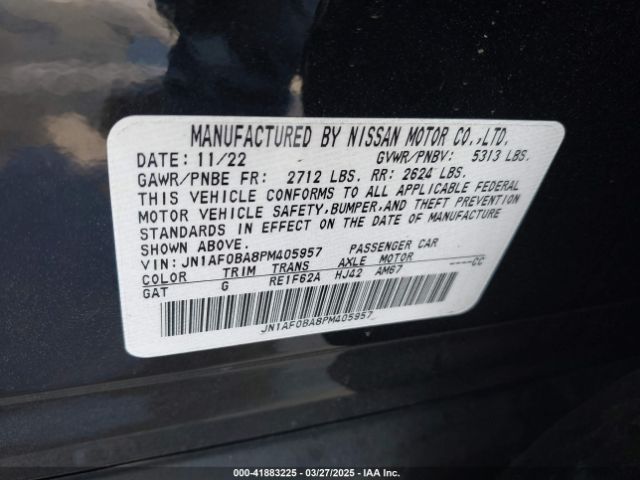 MANUFACTURED BY NISSAN MOTOR CO.,LTD.
DATE: 11/22 GVWR/PNBV: 5313 LBS.
GAWR/PNBE FR: 2712 LBS. RR: 2624 LBS.
THIS VEHICLE CONFORMS TO ALL APPLICABLE FEDERAL
MOTOR VEHICLE SAFETY,BUMPER,AND THEFT PREVENTION
STANDARDS IN EFFECT ON THE DATE OF MANUFACTURE
SHOWN ABOVE.
VIN: JN1AF0BA8PM405957 PASSENGER CAR
COLOR TRIM TRANS AXLE MOTOR ----CC
GAT G RE1F62A HJ42 AM67
JN1AF0BA8PM405957
000-41883225 - 03/27/2025 - IAA Inc.